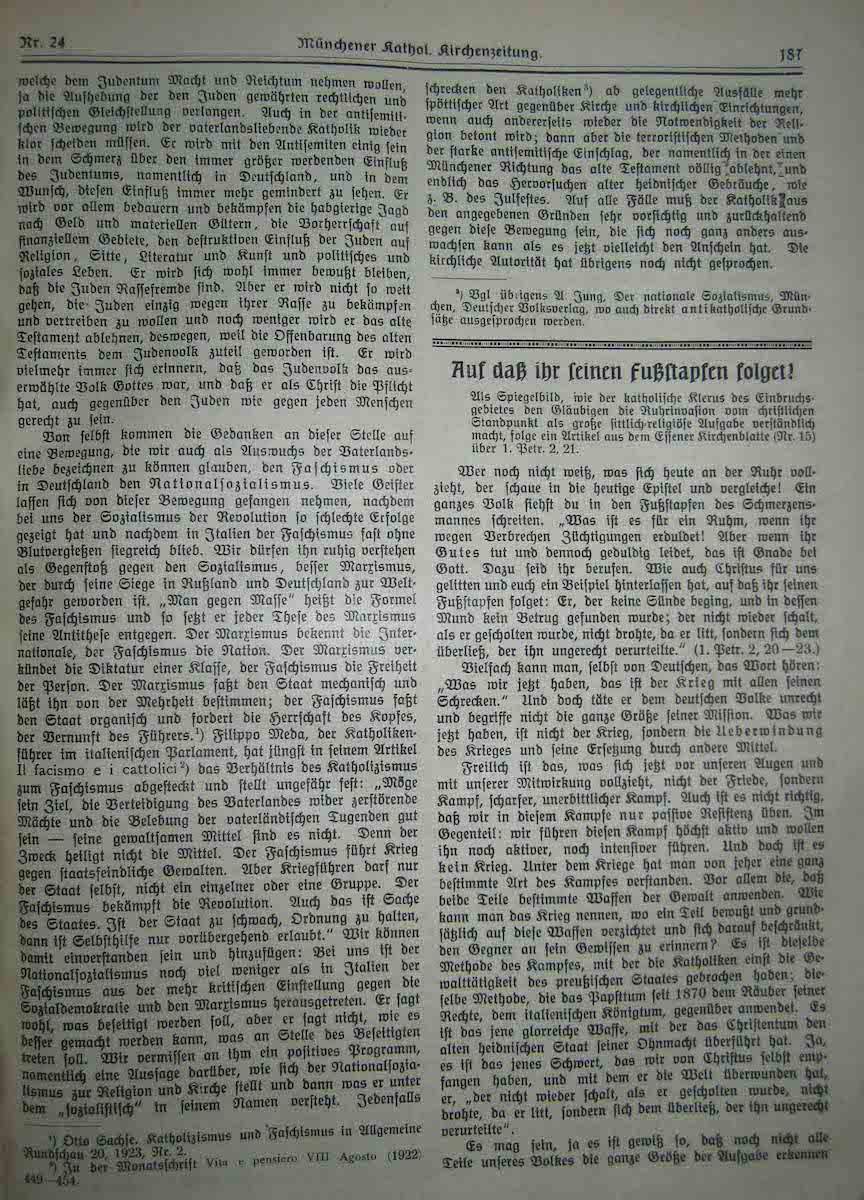 Nr. 24
Münchener Kathol. Kirchenzeitung.
187
welche dem Judentum Macht und Reichtum nehmen wollen,
ja die Aufhebung der den Juden gewährten rechtlichen und
politischen Gleichstellung verlangen. Auch in der antisemiti-
schen Bewegung wird der vaterlandsliebende Katholik wieder
klar scheiden müssen. Er wird mit den Antisemiten einig sein
in dem Schmerz über den immer größer werdenden Einfluß
des Judentums, namentlich in Deutschland, und in dem
Wunsch, diesen Einfluß immer mehr gemindert zu sehen. Er
wird vor allem bedauern und bekämpfen die habgierige Jagd
nach Geld und materiellen Gütern, die Vorherrschaft auf
finanziellem Gebiete, den destruktiven Einfluß der Juden auf
Religion, Sitte, Literatur und Kunst und politisches und
soziales Leben. Er wird sich wohl immer bewußt bleiben,
daß die Juden Rassefremde sind. Aber er wird nicht so weit
gehen, die Juden einzig wegen ihrer Rasse zu bekämpfen
und vertreiben zu wollen und noch weniger wird er das alte
Testament ablehnen, deswegen, weil die Offenbarung des alten
Testaments dem Judenvolk zuteil geworden ist. Er wird
vielmehr immer sich erinnern, daß das Judenvolk das aus-
erwählte Volk Gottes war, und daß er als Christ die Pflicht
hat, auch gegenüber den Juden wie gegen jeden Menschen
gerecht zu sein.
Von selbst kommen die Gedanken an dieser Stelle auf
eine Bewegung, die wir auch als Auswuchs der Vaterlands-
liebe bezeichnen zu können glauben, den Faschismus oder
in Deutschland den Nationalsozialismus. Viele Geister
lassen sich von dieser Bewegung gefangen nehmen, nachdem
bei uns der Sozialismus der Revolution so schlechte Erfolge
gezeigt hat und nachdem in Italien der Faschismus fast ohne
Blutvergießen siegreich blieb. Wir dürfen ihn ruhig verstehen
als Gegenstoß gegen den Sozialismus, besser Marxismus,
der durch seine Siege in Rußland und Deutschland zur Welt-
gefahr geworden ist. „Man gegen Masse“ heißt die Formel
des Faschismus und so setzt er jeder These des Marxismus
seine Antithese entgegen. Der Marxismus bekennt die Inter-
nationale, der Faschismus die Nation. Der Marxismus ver-
kündet die Diktatur einer Klasse, der Faschismus die Freiheit
der Person. Der Marxismus faßt den Staat mechanisch und
läßt ihn von der Mehrheit bestimmen; der Faschismus faßt
den Staat organisch und fordert die Herrschaft des Kopfes,
der Vernunft des Führers.¹) Filippo Meda, der Katholiken-
führer im italienischen Parlament, hat jüngst in seinem Artikel
Il facismo e i cattolici ²) das Verhältnis des Katholizismus
zum Faschismus abgesteckt und stellt ungefähr fest: „Möge
sein Ziel, die Verteidigung des Vaterlandes wider zerstörende
Mächte und die Belebung der vaterländischen Tugenden gut
sein — seine gewaltsamen Mittel sind es nicht. Denn der
Zweck heiligt nicht die Mittel. Der Faschismus führt Krieg
gegen staatsfeindliche Gewalten. Aber Kriegführen darf nur
der Staat selbst, nicht ein einzelner oder eine Gruppe. Der
Faschismus bekämpft die Revolution. Auch das ist Sache
des Staates. Ist der Staat zu schwach, Ordnung zu halten,
dann ist Selbsthilfe nur vorübergehend erlaubt.“ Wir können
damit einverstanden sein und hinzufügen: Bei uns ist der
Nationalsozialismus noch viel weniger als in Italien der
Faschismus aus der mehr kritischen Einstellung gegen die
Sozialdemokratie und den Marxismus herausgetreten. Er sagt
wohl, was beseitigt werden soll, aber er sagt nicht, wie es
besser gemacht werden kann, was an Stelle des Beseitigten
treten soll. Wir vermissen an ihm ein positives Programm,
namentlich eine Aussage darüber, wie sich der Nationalsozia-
lismus zur Religion und Kirche stellt und dann was er unter
dem „sozialistisch“ in seinem Namen versteht. Jedenfalls
¹) Otto Sachse, Katholizismus und Faschismus in Allgemeine
Rundschau 20, 1923, Nr. 2.
²) In der Monatsschrift Vita e pensiero VIII Agosto (1922)
449—454.
schrecken den Katholiken³) ab gelegentliche Ausfälle mehr
spöttischer Art gegenüber Kirche und kirchlichen Einrichtungen,
wenn auch andererseits wieder die Notwendigkeit der Reli-
gion betont wird; dann aber die terroristischen Methoden und
der starke antisemitische Einschlag, der namentlich in der einen
Münchener Richtung das alte Testament völlig ablehnt, und
endlich das Hervorsuchen alter heidnischer Gebräuche, wie
z. B. des Julfestes. Auf alle Fälle muß der Katholik aus
den angegebenen Gründen sehr vorsichtig und zurückhaltend
gegen diese Bewegung sein, die sich noch ganz anders aus-
wachsen kann als es jetzt vielleicht den Anschein hat. Die
kirchliche Autorität hat übrigens noch nicht gesprochen.
³) Vgl übrigens A. Jung, Der nationale Sozialismus, Mün-
chen, Deutscher Volksverlag, wo auch direkt antikatholische Grund-
sätze ausgesprochen werden.
Auf daß ihr seinen Fußstapfen folget!
Als Spiegelbild, wie der katholische Klerus des Einbruchs-
gebietes den Gläubigen die Ruhrinvasion vom christlichen
Standpunkt als große sittlich-religiöse Aufgabe verständlich
macht, folge ein Artikel aus dem Essener Kirchenblatte (Nr. 15)
über 1. Petr. 2, 21.
Wer noch nicht weiß, was sich heute an der Ruhr voll-
zieht, der schaue in die heutige Epistel und vergleiche! Ein
ganzes Volk siehst du in den Fußstapfen des Schmerzens-
mannes schreiten. „Was ist es für ein Ruhm, wenn ihr
wegen Verbrechen Züchtigungen erduldet! Aber wenn ihr
Gutes tut und dennoch geduldig leidet, das ist Gnade bei
Gott. Dazu seid ihr berufen. Wie auch Christus für uns
gelitten und euch ein Beispiel hinterlassen hat, auf daß ihr seinen
Fußstapfen folget: Er, der keine Sünde beging, und in dessen
Mund kein Betrug gefunden wurde; der nicht wieder schalt,
als er gescholten wurde, nicht drohte, da er litt, sondern sich dem
überließ, der ihn ungerecht verurteilte.“ (1. Petr. 2, 20—23.)
Vielfach kann man, selbst von Deutschen, das Wort hören:
„Was wir jetzt haben, das ist der Krieg mit allen seinen
Schrecken.“ Und doch täte er dem deutschen Volke unrecht
und begriffe nicht die ganze Größe seiner Mission. Was wir
jetzt haben, ist nicht der Krieg, sondern die Ueberwindung
des Krieges und seine Ersetzung durch andere Mittel.
Freilich ist das, was sich jetzt vor unseren Augen und
mit unserer Mitwirkung vollzieht, nicht der Friede, sondern
Kampf, scharfer, unerbittlicher Kampf. Auch ist es nicht richtig,
daß wir in diesem Kampfe nur passive Resistenz üben. Im
Gegenteil: wir führen diesen Kampf höchst aktiv und wollen
ihn noch aktiver, noch intensiver führen. Und doch ist es
kein Krieg. Unter dem Kriege hat man von jeher eine ganz
bestimmte Art des Kampfes verstanden. Vor allem die, daß
beide Teile bestimmte Waffen der Gewalt anwenden. Wie
kann man das Krieg nennen, wo ein Teil bewußt und grund-
sätzlich auf diese Waffen verzichtet und sich darauf beschränkt,
den Gegner an sein Gewissen zu erinnern? Es ist dieselbe
Methode des Kampfes, mit der die Katholiken einst die Ge-
walttätigkeit des preußischen Staates gebrochen haben; die-
selbe Methode, die das Papsttum seit 1870 dem Räuber seiner
Rechte, dem italienischen Königtum, gegenüber anwendet. Es
ist das jene glorreiche Waffe, mit der das Christentum den
alten heidnischen Staat seiner Ohnmacht überführt hat. Ja,
es ist das jenes Schwert, das wir von Christus selbst emp-
fangen haben, und mit dem er die Welt überwunden hat,
er, „der nicht wieder schalt, als er gescholten wurde, nicht
drohte, da er litt, sondern sich dem überließ, der ihn ungerecht
verurteilte“.
Es mag sein, ja es ist gewiß so, daß noch nicht alle
Teile unseres Volkes die ganze Größe der Aufgabe erkennen